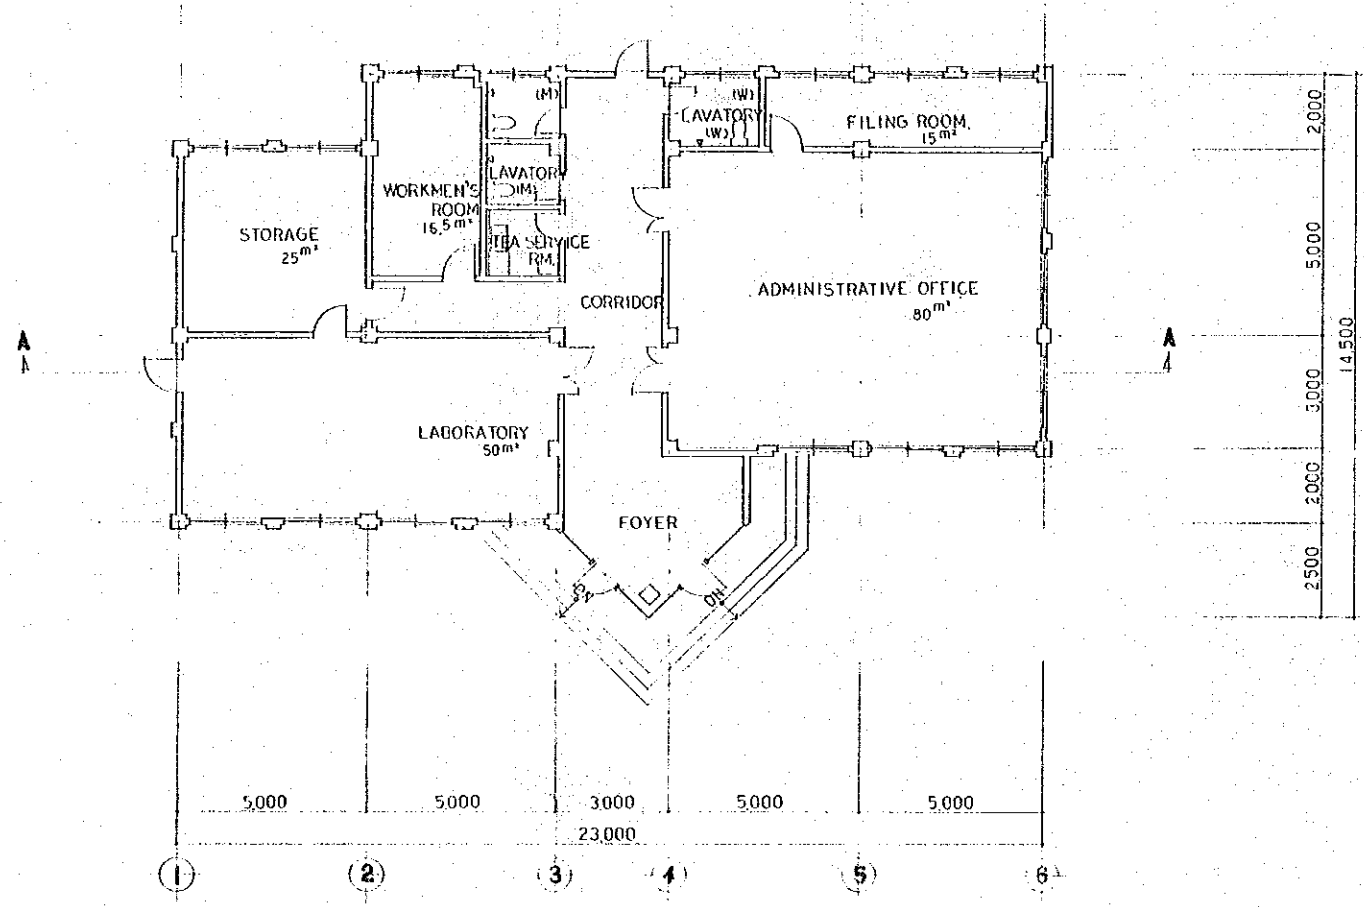 (M)
(W)
LAVATORY
(W)
FILING ROOM.
15m²
2,000
LAVATORY
(M)
WORKMEN'S
ROOM
16,5m²
STORAGE
25m²
TEA SERVICE
RM.
5,000
CORRIDOR
ADMINISTRATIVE OFFICE
80m²
A
A
14,500
3,000
LABORATORY
50m²
2,000
FOYER
2,500
DN
DN
5,000
5,000
3,000
5,000
5,000
23,000
1
2
3
4
5
6